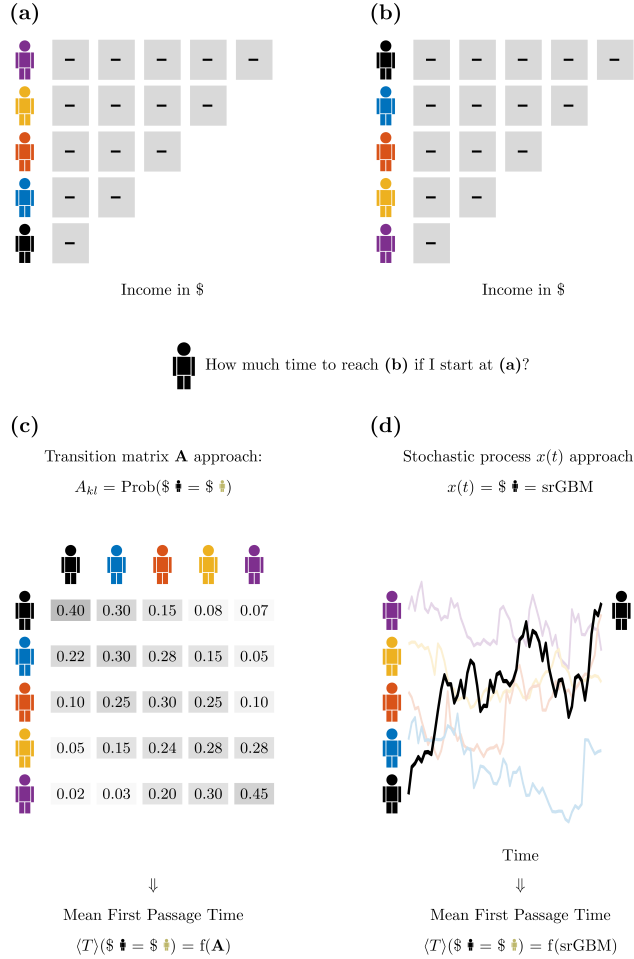 (a)
(b)
Income in $
Income in $
How much time to reach (b) if I start at (a)?
(c)
(d)
Transition matrix A approach:
A_kl = Prob($ = $ )
Stochastic process x(t) approach
x(t) = $ = srGBM
0.40 0.30 0.15 0.08 0.07
0.22 0.30 0.28 0.15 0.05
0.10 0.25 0.30 0.25 0.10
0.05 0.15 0.24 0.28 0.28
0.02 0.03 0.20 0.30 0.45
Time
⇓
⇓
Mean First Passage Time
⟨T⟩($ = $ ) = f(A)
Mean First Passage Time
⟨T⟩($ = $ ) = f(srGBM)